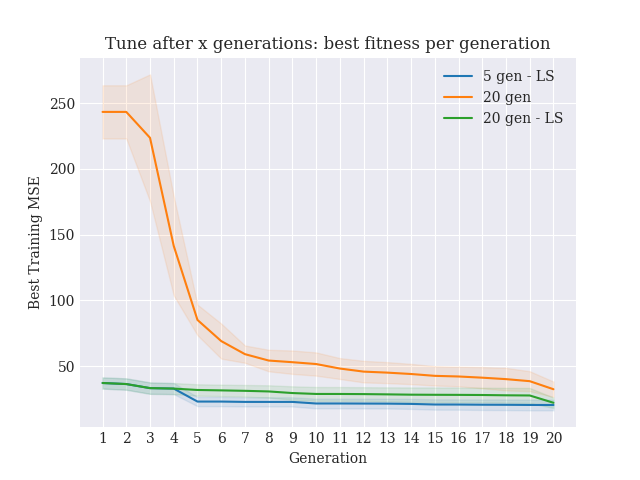 Tune after x generations: best fitness per generation
5 gen - LS
20 gen
20 gen - LS
250
200
150
100
50
Best Training MSE
1 2 3 4 5 6 7 8 9 10 11 12 13 14 15 16 17 18 19 20
Generation